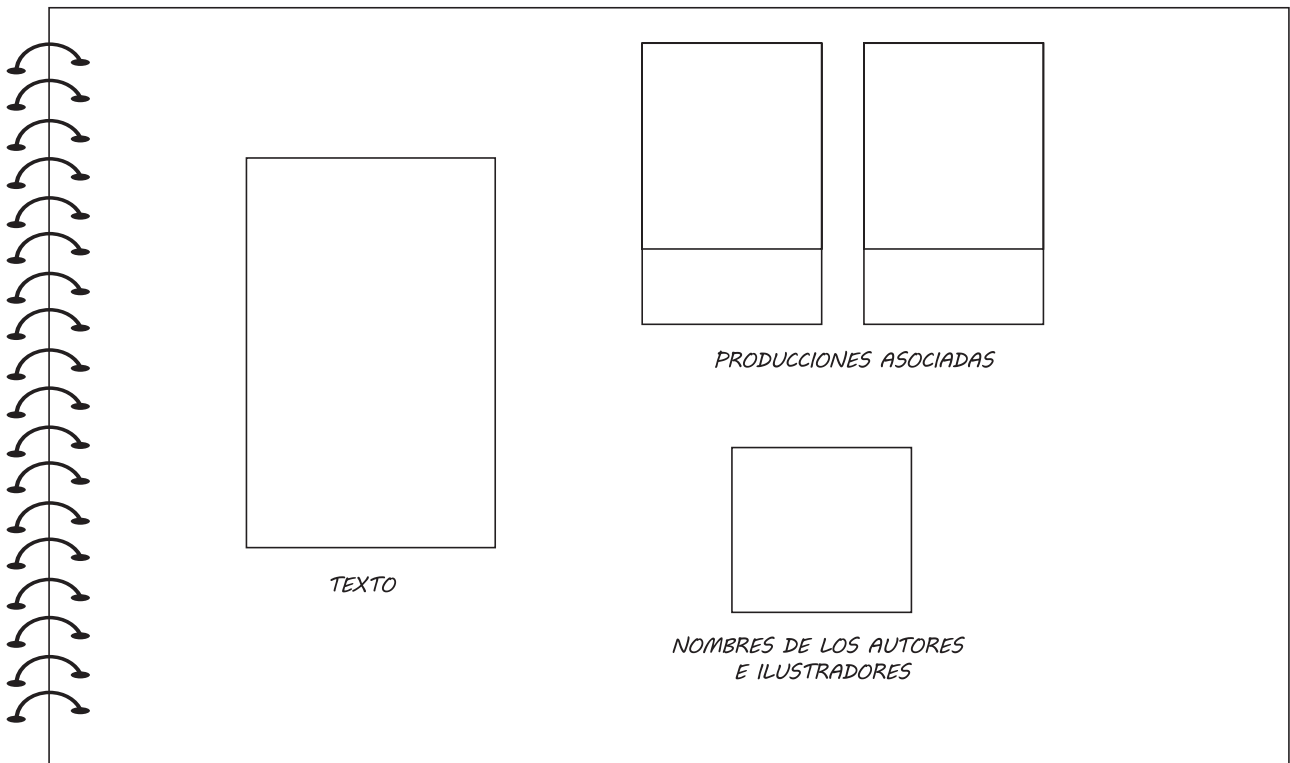 PRODUCCIONES ASOCIADAS
TEXTO
NOMBRES DE LOS AUTORES
E ILUSTRADORES